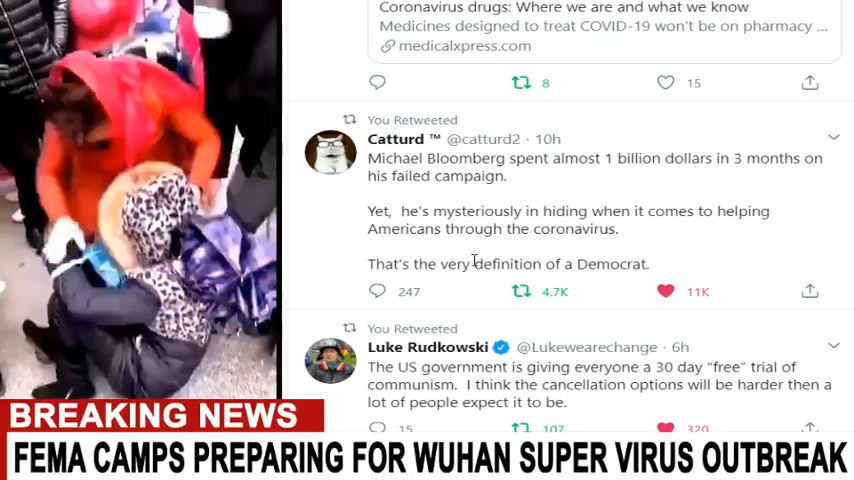 Coronavirus drugs: Where we are and what we know
Medicines designed to treat COVID-19 won't be on pharmacy ...
medicalxpress.com
8 15
You Retweeted
Catturd ™ @catturd2 · 10h
Michael Bloomberg spent almost 1 billion dollars in 3 months on
his failed campaign.
Yet, he's mysteriously in hiding when it comes to helping
Americans through the coronavirus.
That's the very definition of a Democrat.
247 4.7K 11K
You Retweeted
Luke Rudkowski @Lukewearechange · 6h
The US government is giving everyone a 30 day “free” trial of
communism. I think the cancellation options will be harder then a
lot of people expect it to be.
15 107 320
BREAKING NEWS
FEMA CAMPS PREPARING FOR WUHAN SUPER VIRUS OUTBREAK